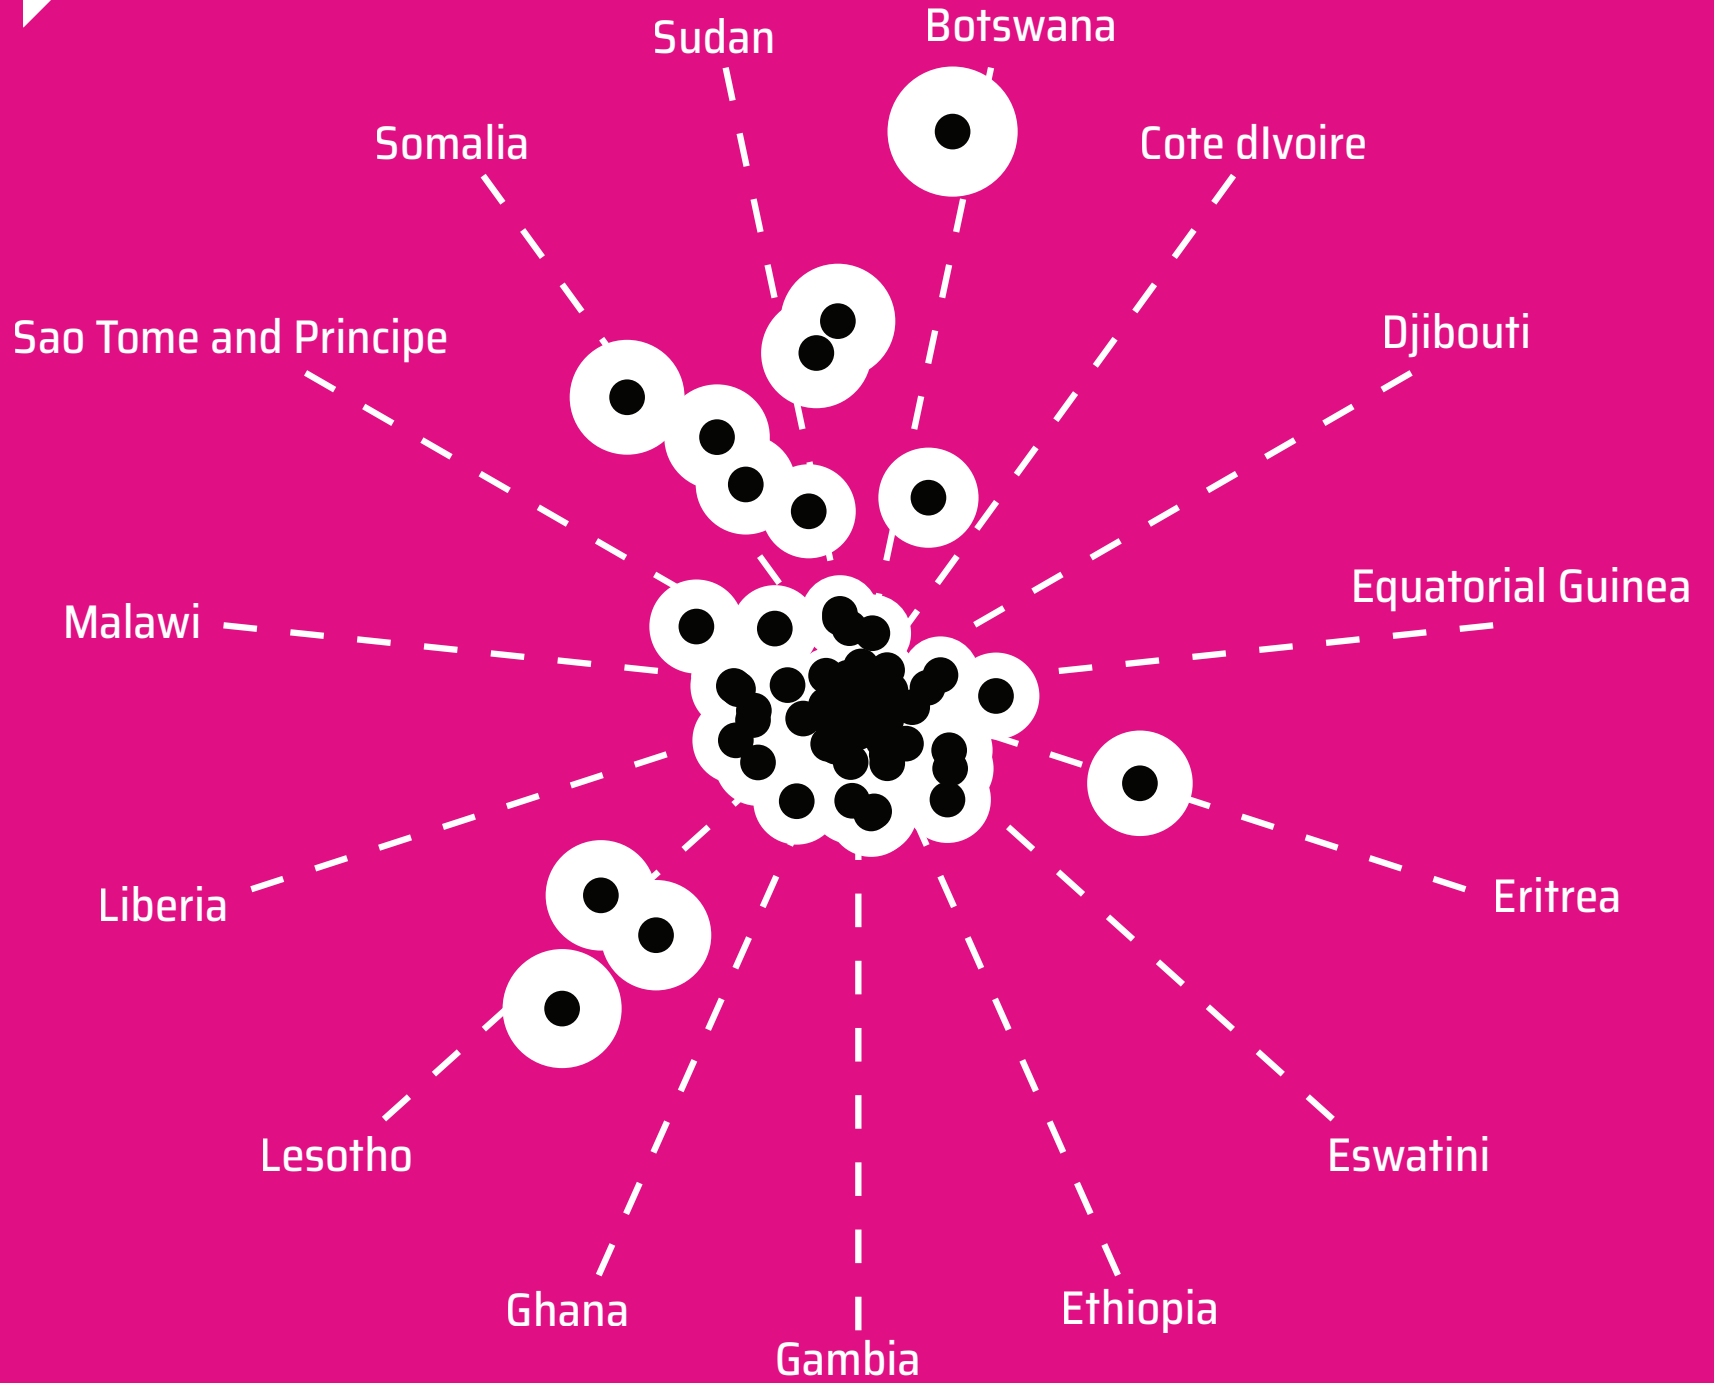 Botswana
Sudan
Somalia
Cote dIvoire
Djibouti
Sao Tome and Principe
Equatorial Guinea
Malawi
Eritrea
Liberia
Lesotho
Eswatini
Ghana
Ethiopia
Gambia